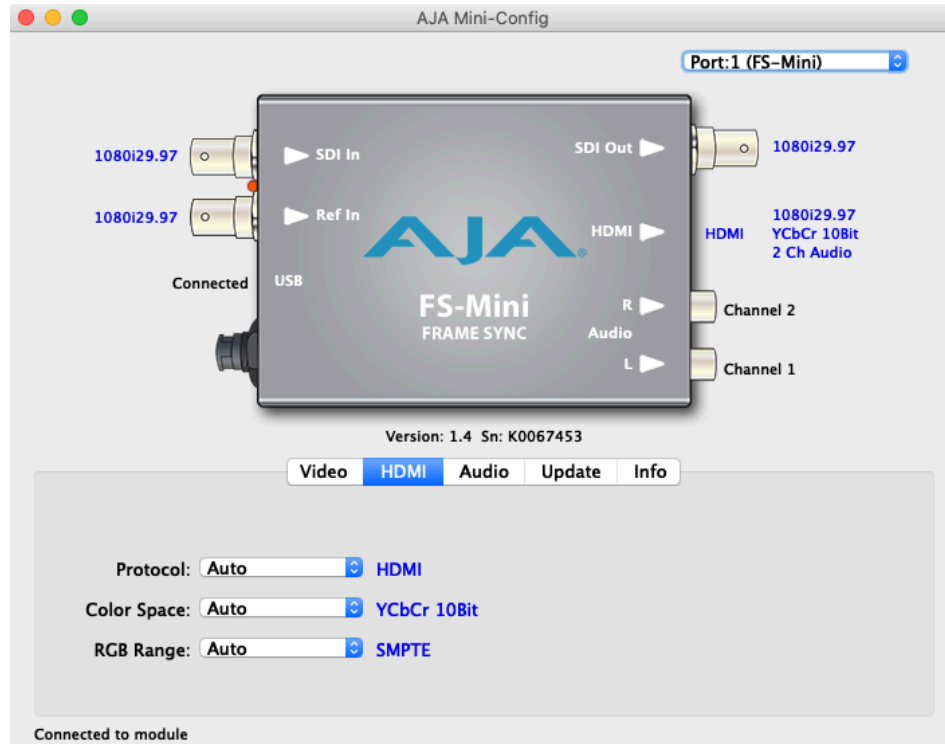 AJA Mini-Config
Port:1 (FS-Mini)
1080i29.97
SDI In
SDI Out
1080i29.97
1080i29.97
Ref In
AJA®
HDMI
HDMI
1080i29.97
YCbCr 10Bit
2 Ch Audio
Connected
USB
FS-Mini
FRAME SYNC
R
Channel 2
Audio
L
Channel 1
Version: 1.4 Sn: K0067453
Video HDMI Audio Update Info
Protocol: Auto HDMI
Color Space: Auto YCbCr 10Bit
RGB Range: Auto SMPTE
Connected to module